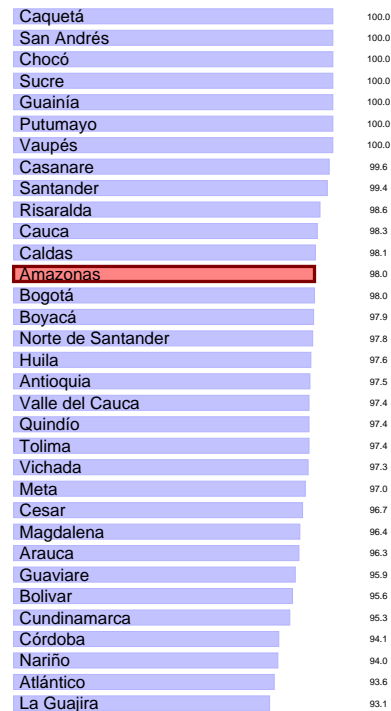 Caquetá 100.0
San Andrés 100.0
Chocó 100.0
Sucre 100.0
Guainía 100.0
Putumayo 100.0
Vaupés 100.0
Casanare 99.6
Santander 99.4
Risaralda 98.6
Cauca 98.3
Caldas 98.1
Amazonas 98.0
Bogotá 98.0
Boyacá 97.9
Norte de Santander 97.8
Huila 97.6
Antioquia 97.5
Valle del Cauca 97.4
Quindío 97.4
Tolima 97.4
Vichada 97.3
Meta 97.0
Cesar 96.7
Magdalena 96.4
Arauca 96.3
Guaviare 95.9
Bolivar 95.6
Cundinamarca 95.3
Córdoba 94.1
Nariño 94.0
Atlántico 93.6
La Guajira 93.1